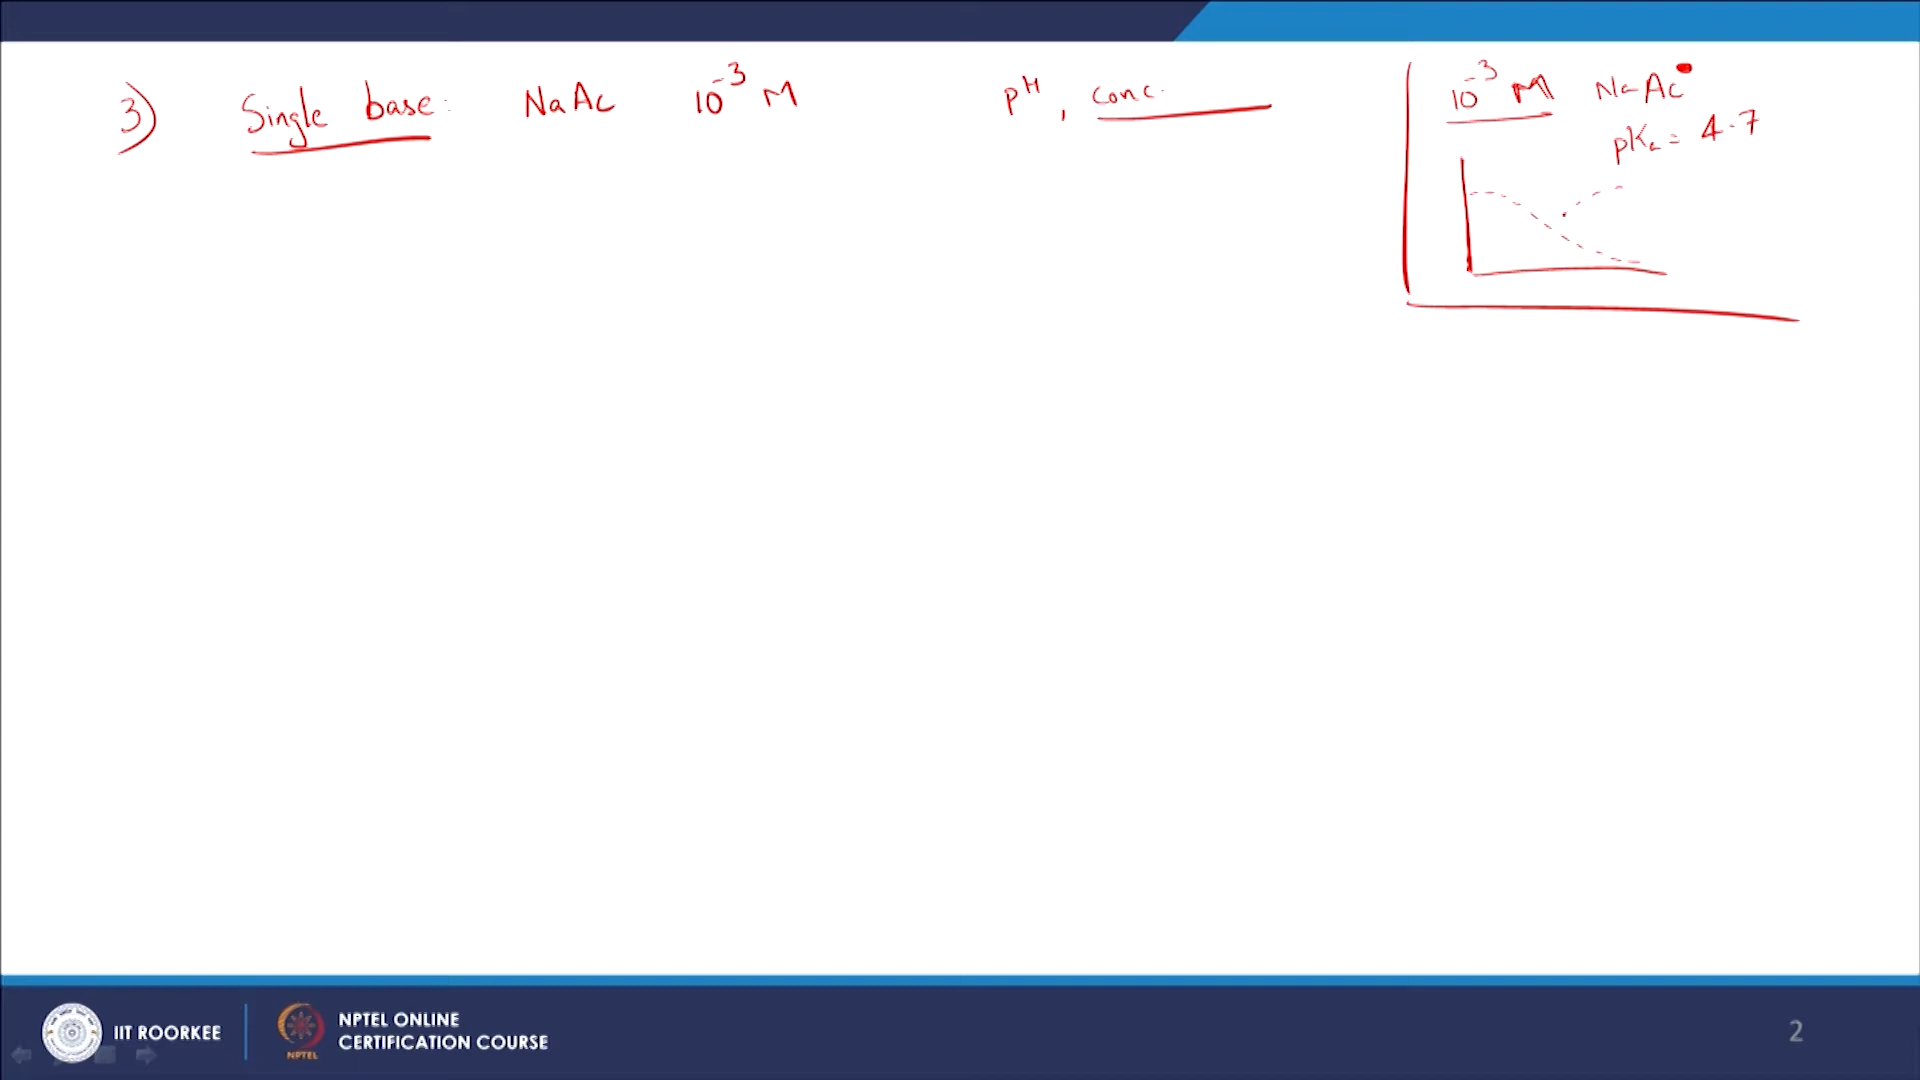 3) Single base: NaAc 10⁻³ M pH, conc.
10⁻³ M NaAc
pKa = 4.7
IIT ROORKEE
NPTEL
NPTEL ONLINE
CERTIFICATION COURSE
2